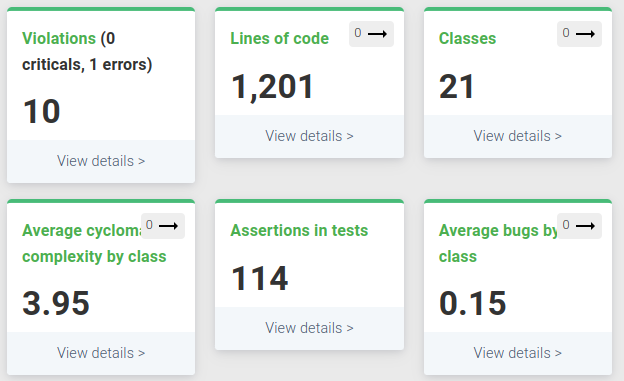 Violations (0
criticals, 1 errors)
10
View details >
Lines of code
0
1,201
View details >
Classes
0
21
View details >
Average
0
complexity by class
3.95
View details >
Assertions in tests
114
View details >
Average bugs by
0
class
0.15
View details >